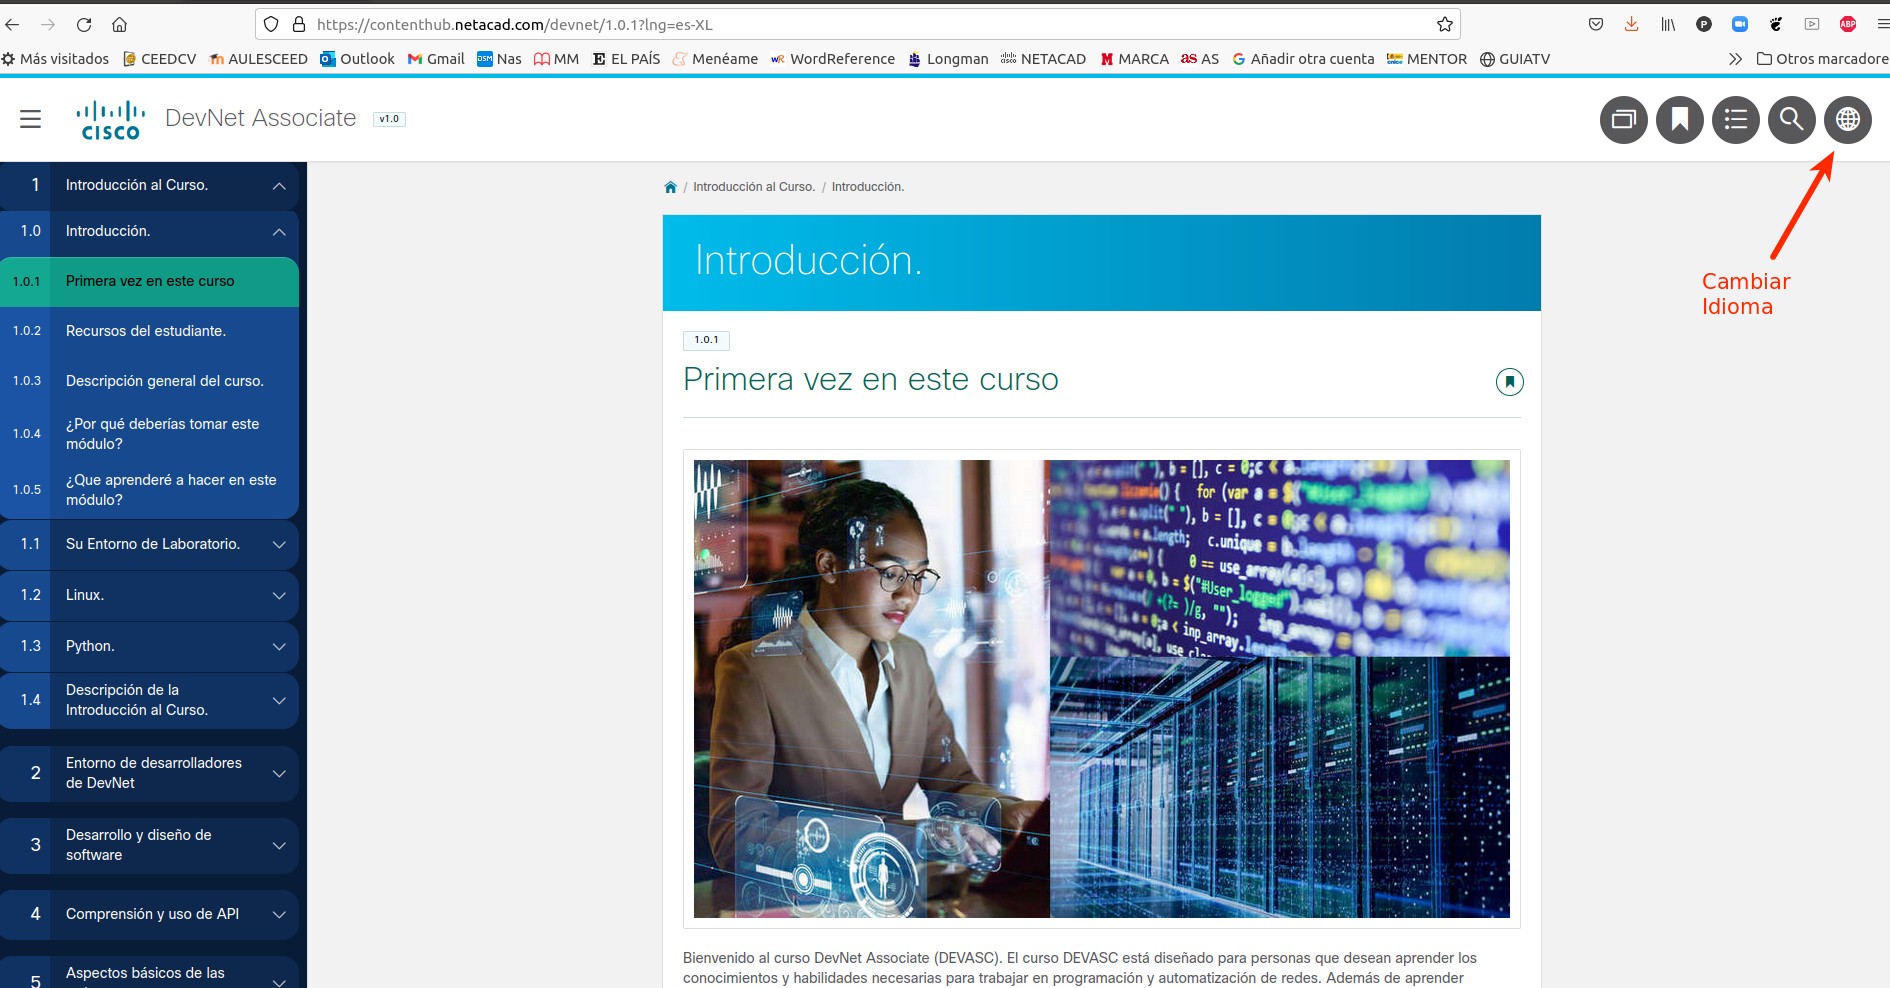 https://contenthub.netacad.com/devnet/1.0.1?lng=es-XL
Más visitados CEEDCV AULESCEED Outlook Gmail Nas MM EL PAÍS Menéame WordReference Longman NETACAD MARCA AS Añadir otra cuenta MENTOR GUIATV Otros marcadore
CISCO DevNet Associate v1.0
Cambiar
Idioma
1 Introducción al Curso.
1.0 Introducción.
1.0.1 Primera vez en este curso
1.0.2 Recursos del estudiante.
1.0.3 Descripción general del curso.
1.0.4 ¿Por qué deberías tomar este
módulo?
1.0.5 ¿Que aprenderé a hacer en este
módulo?
1.1 Su Entorno de Laboratorio.
1.2 Linux.
1.3 Python.
1.4 Descripción de la
Introducción al Curso.
2 Entorno de desarrolladores
de DevNet
3 Desarrollo y diseño de
software
4 Comprensión y uso de API
5 Aspectos básicos de las
/ Introducción al Curso. / Introducción.
Introducción.
1.0.1
Primera vez en este curso
for (var a =
b = [], c =
c.unique =
0 == use_array
b = $("#User_logged
inp_array
Bienvenido al curso DevNet Associate (DEVASC). El curso DEVASC está diseñado para personas que desean aprender los
conocimientos y habilidades necesarias para trabajar en programación y automatización de redes. Además de aprender